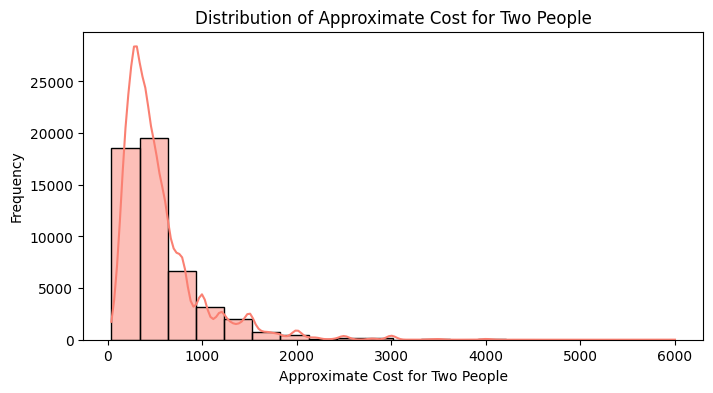 Distribution of Approximate Cost for Two People
25000
20000
15000
10000
5000
0
Frequency
0 1000 2000 3000 4000 5000 6000
Approximate Cost for Two People